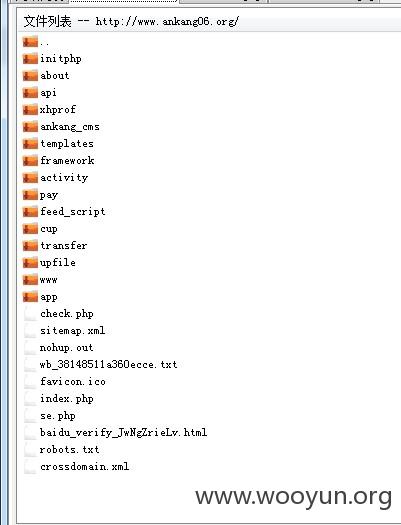 文件列表 -- http://www.ankang06.org/
..
initphp
about
api
xhprof
ankang_cms
templates
framework
activity
pay
feed_script
cup
transfer
upfile
www
app
check.php
sitemap.xml
nohup.out
wb_38148511a360ecce.txt
favicon.ico
index.php
se.php
baidu_verify_JwNgZrieLv.html
robots.txt
crossdomain.xml
www.wooyun.org